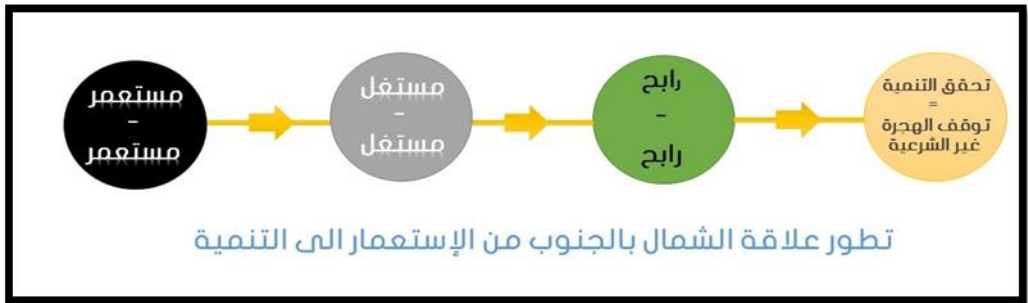 مستعمر
-
مستعمر
مستغل
-
مستغل
رابح
-
رابح
تحقق التنمية
=
توقف الهجرة
غير الشرعية
تطور علاقة الشمال بالجنوب من الإستعمار الى التنمية